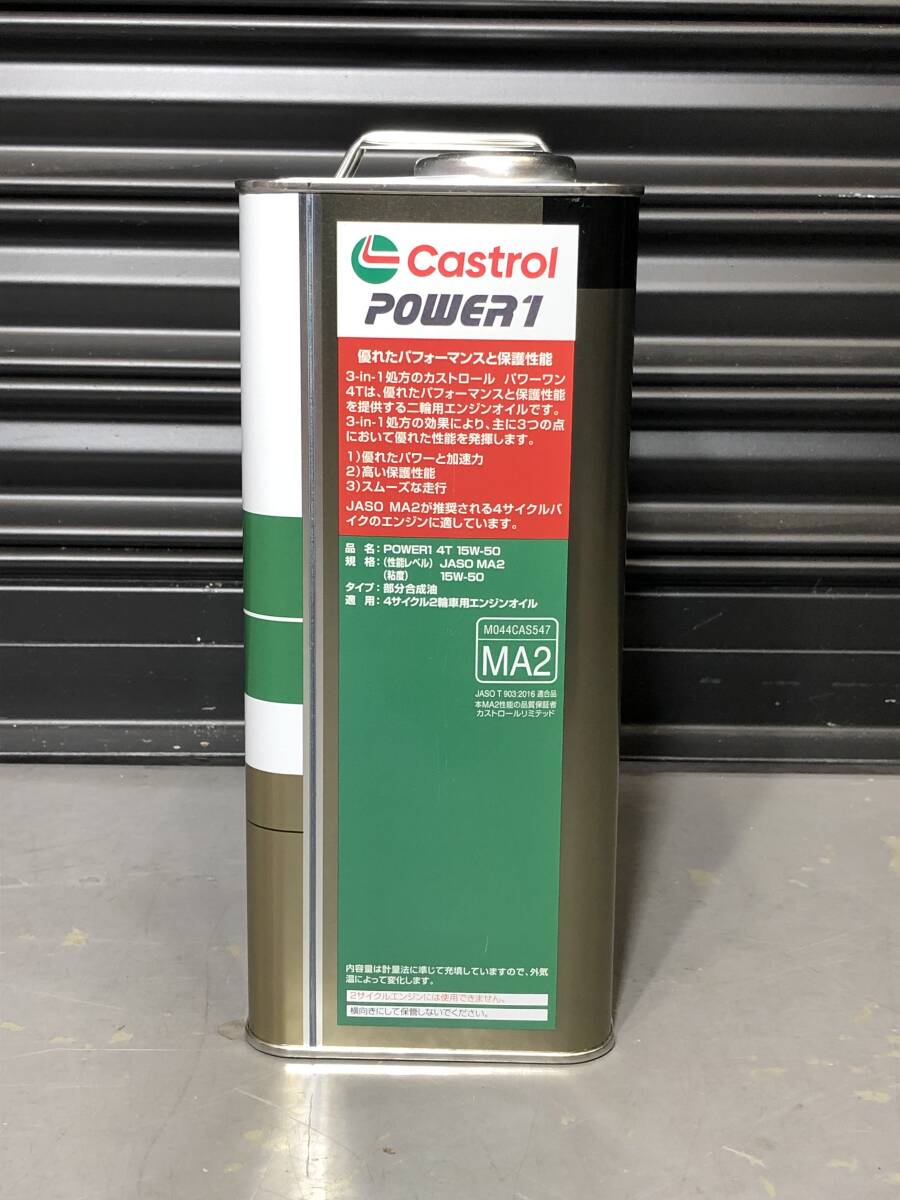 Castrol
POWER1
優れたパフォーマンスと保護性能
3-in-1処方のカストロール パワーワン
4Tは、優れたパフォーマンスと保護性能
を提供する二輪用エンジンオイルです。
3-in-1処方の効果により、主に3つの点
において優れた性能を発揮します。
1)優れたパワーと加速力
2)高い保護性能
3)スムーズな走行
JASO MA2が推奨される4サイクルバ
イクのエンジンに適しています。
品 名:POWER1 4T 15W-50
規 格:(性能レベル) JASO MA2
(粘度) 15W-50
タイプ:部分合成油
適 用:4サイクル2輪車用エンジンオイル
M044CAS547
MA2
JASO T 903:2016 適合品
本MA2性能の品質保証者
カストロールリミテッド
内容量は計量法に準じて充填していますので、外気
温によって変化します。
2サイクルエンジンには使用できません。
横向きにして保管しないでください。